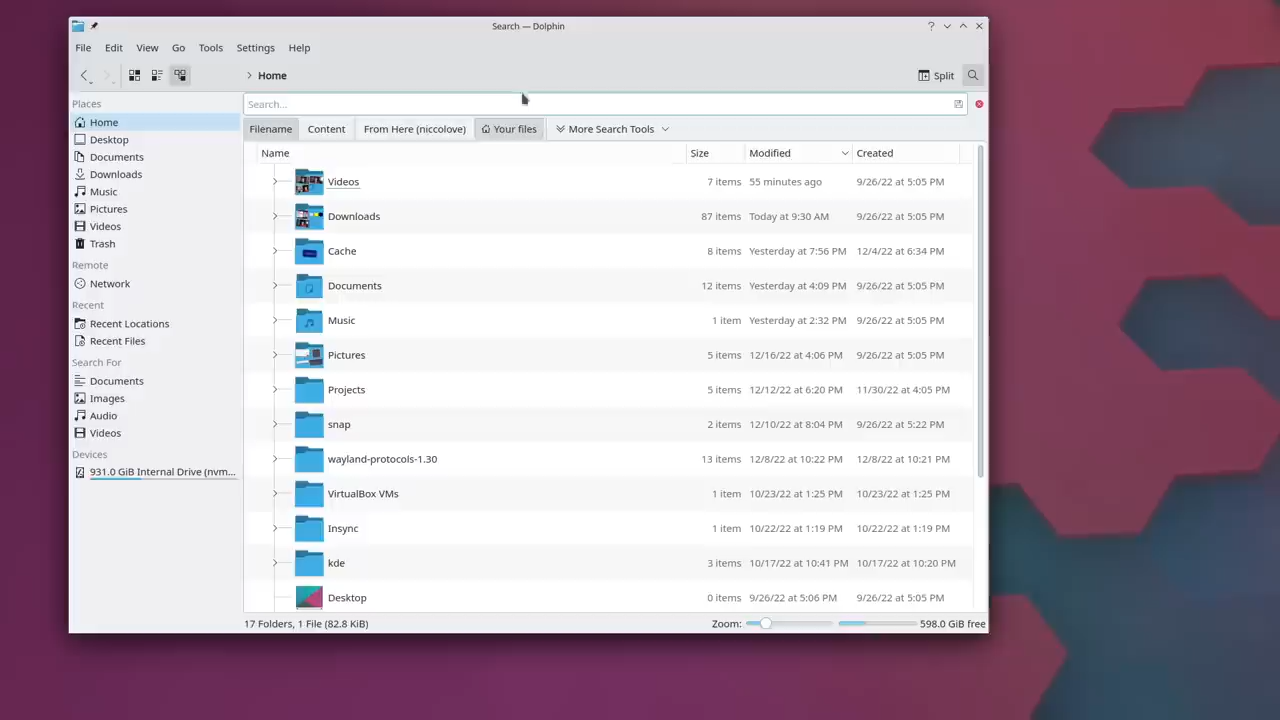 Search — Dolphin
File Edit View Go Tools Settings Help
Home
Split
Places
Home
Desktop
Documents
Downloads
Music
Pictures
Videos
Trash
Remote
Network
Recent
Recent Locations
Recent Files
Search For
Documents
Images
Audio
Videos
Devices
931.0 GiB Internal Drive (nvm...
Search...
Filename Content From Here (niccolove) Your files More Search Tools
Name Size Modified Created
Videos 7 items 55 minutes ago 9/26/22 at 5:05 PM
Downloads 87 items Today at 9:30 AM 9/26/22 at 5:05 PM
Cache 8 items Yesterday at 7:56 PM 12/4/22 at 6:34 PM
Documents 12 items Yesterday at 4:09 PM 9/26/22 at 5:05 PM
Music 1 item Yesterday at 2:32 PM 9/26/22 at 5:05 PM
Pictures 5 items 12/16/22 at 4:06 PM 9/26/22 at 5:05 PM
Projects 5 items 12/12/22 at 6:20 PM 11/30/22 at 4:05 PM
snap 2 items 12/10/22 at 8:04 PM 9/26/22 at 5:22 PM
wayland-protocols-1.30 13 items 12/8/22 at 10:22 PM 12/8/22 at 10:21 PM
VirtualBox VMs 1 item 10/23/22 at 1:25 PM 10/23/22 at 1:25 PM
Insync 1 item 10/22/22 at 1:19 PM 10/22/22 at 1:19 PM
kde 3 items 10/17/22 at 10:41 PM 10/17/22 at 10:20 PM
Desktop 0 items 9/26/22 at 5:06 PM 9/26/22 at 5:05 PM
17 Folders, 1 File (82.8 KiB) Zoom: 598.0 GiB free